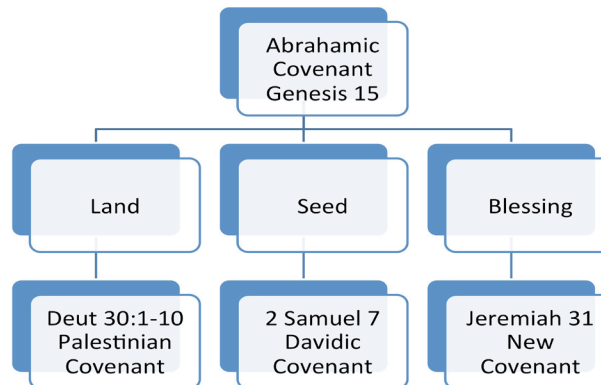 Abrahamic
Covenant
Genesis 15
Land
Seed
Blessing
Deut 30:1-10
Palestinian
Covenant
2 Samuel 7
Davidic
Covenant
Jeremiah 31
New
Covenant